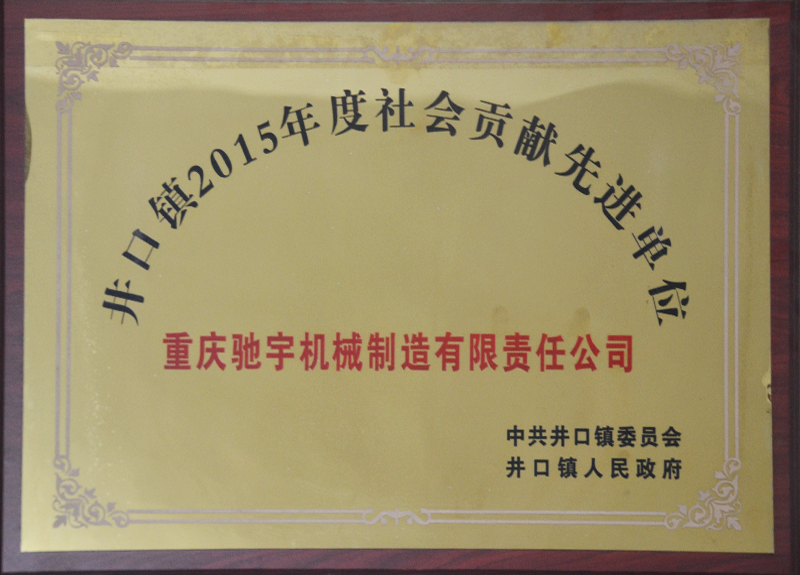 井口镇2015年度社会贡献先进单位
重庆驰宇机械制造有限责任公司
中共井口镇委员会
井口镇人民政府